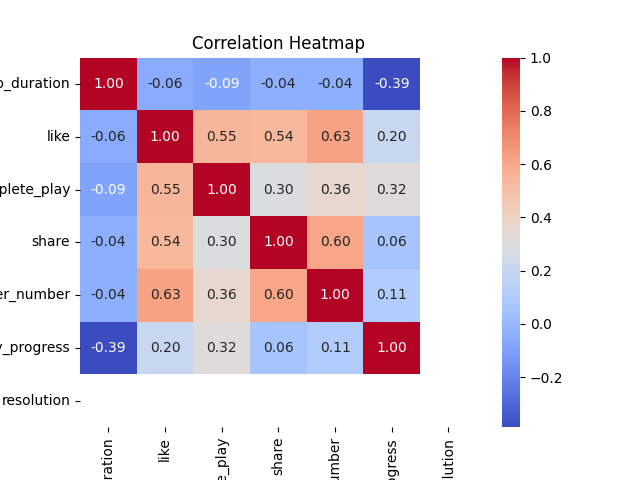 Correlation Heatmap
o_duration 1.00 -0.06 -0.09 -0.04 -0.04 -0.39
like -0.06 1.00 0.55 0.54 0.63 0.20
plete_play -0.09 0.55 1.00 0.30 0.36 0.32
share -0.04 0.54 0.30 1.00 0.60 0.06
er_number -0.04 0.63 0.36 0.60 1.00 0.11
y_progress -0.39 0.20 0.32 0.06 0.11 1.00
resolution
ration
like
e_play
share
umber
ogress
lution
1.0
0.8
0.6
0.4
0.2
0.0
−0.2